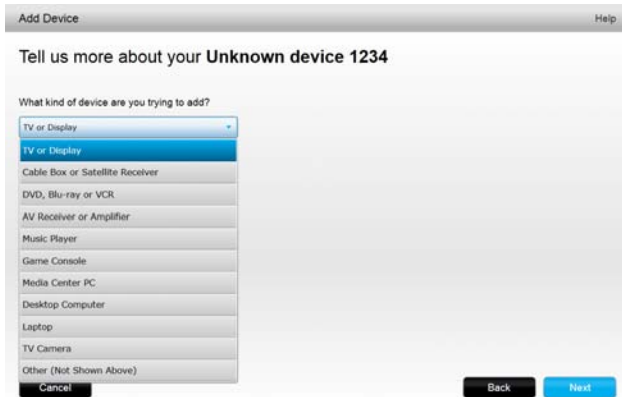 Add Device
Help
Tell us more about your Unknown device 1234
What kind of device are you trying to add?
TV or Display
TV or Display
Cable Box or Satellite Receiver
DVD, Blu-ray or VCR
AV Receiver or Amplifier
Music Player
Game Console
Media Center PC
Desktop Computer
Laptop
TV Camera
Other (Not Shown Above)
Cancel
Back
Next